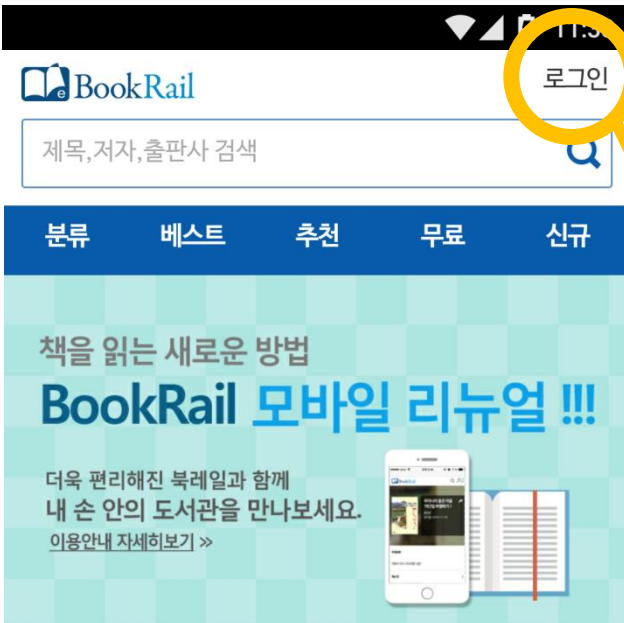 BookRail
로그인
제목,저자,출판사 검색
분류 베스트 추천 무료 신규
책을 읽는 새로운 방법
BookRail 모바일 리뉴얼 !!!
더욱 편리해진 북레일과 함께
내 손 안의 도서관을 만나보세요.
이용안내 자세히보기 »
BookRail